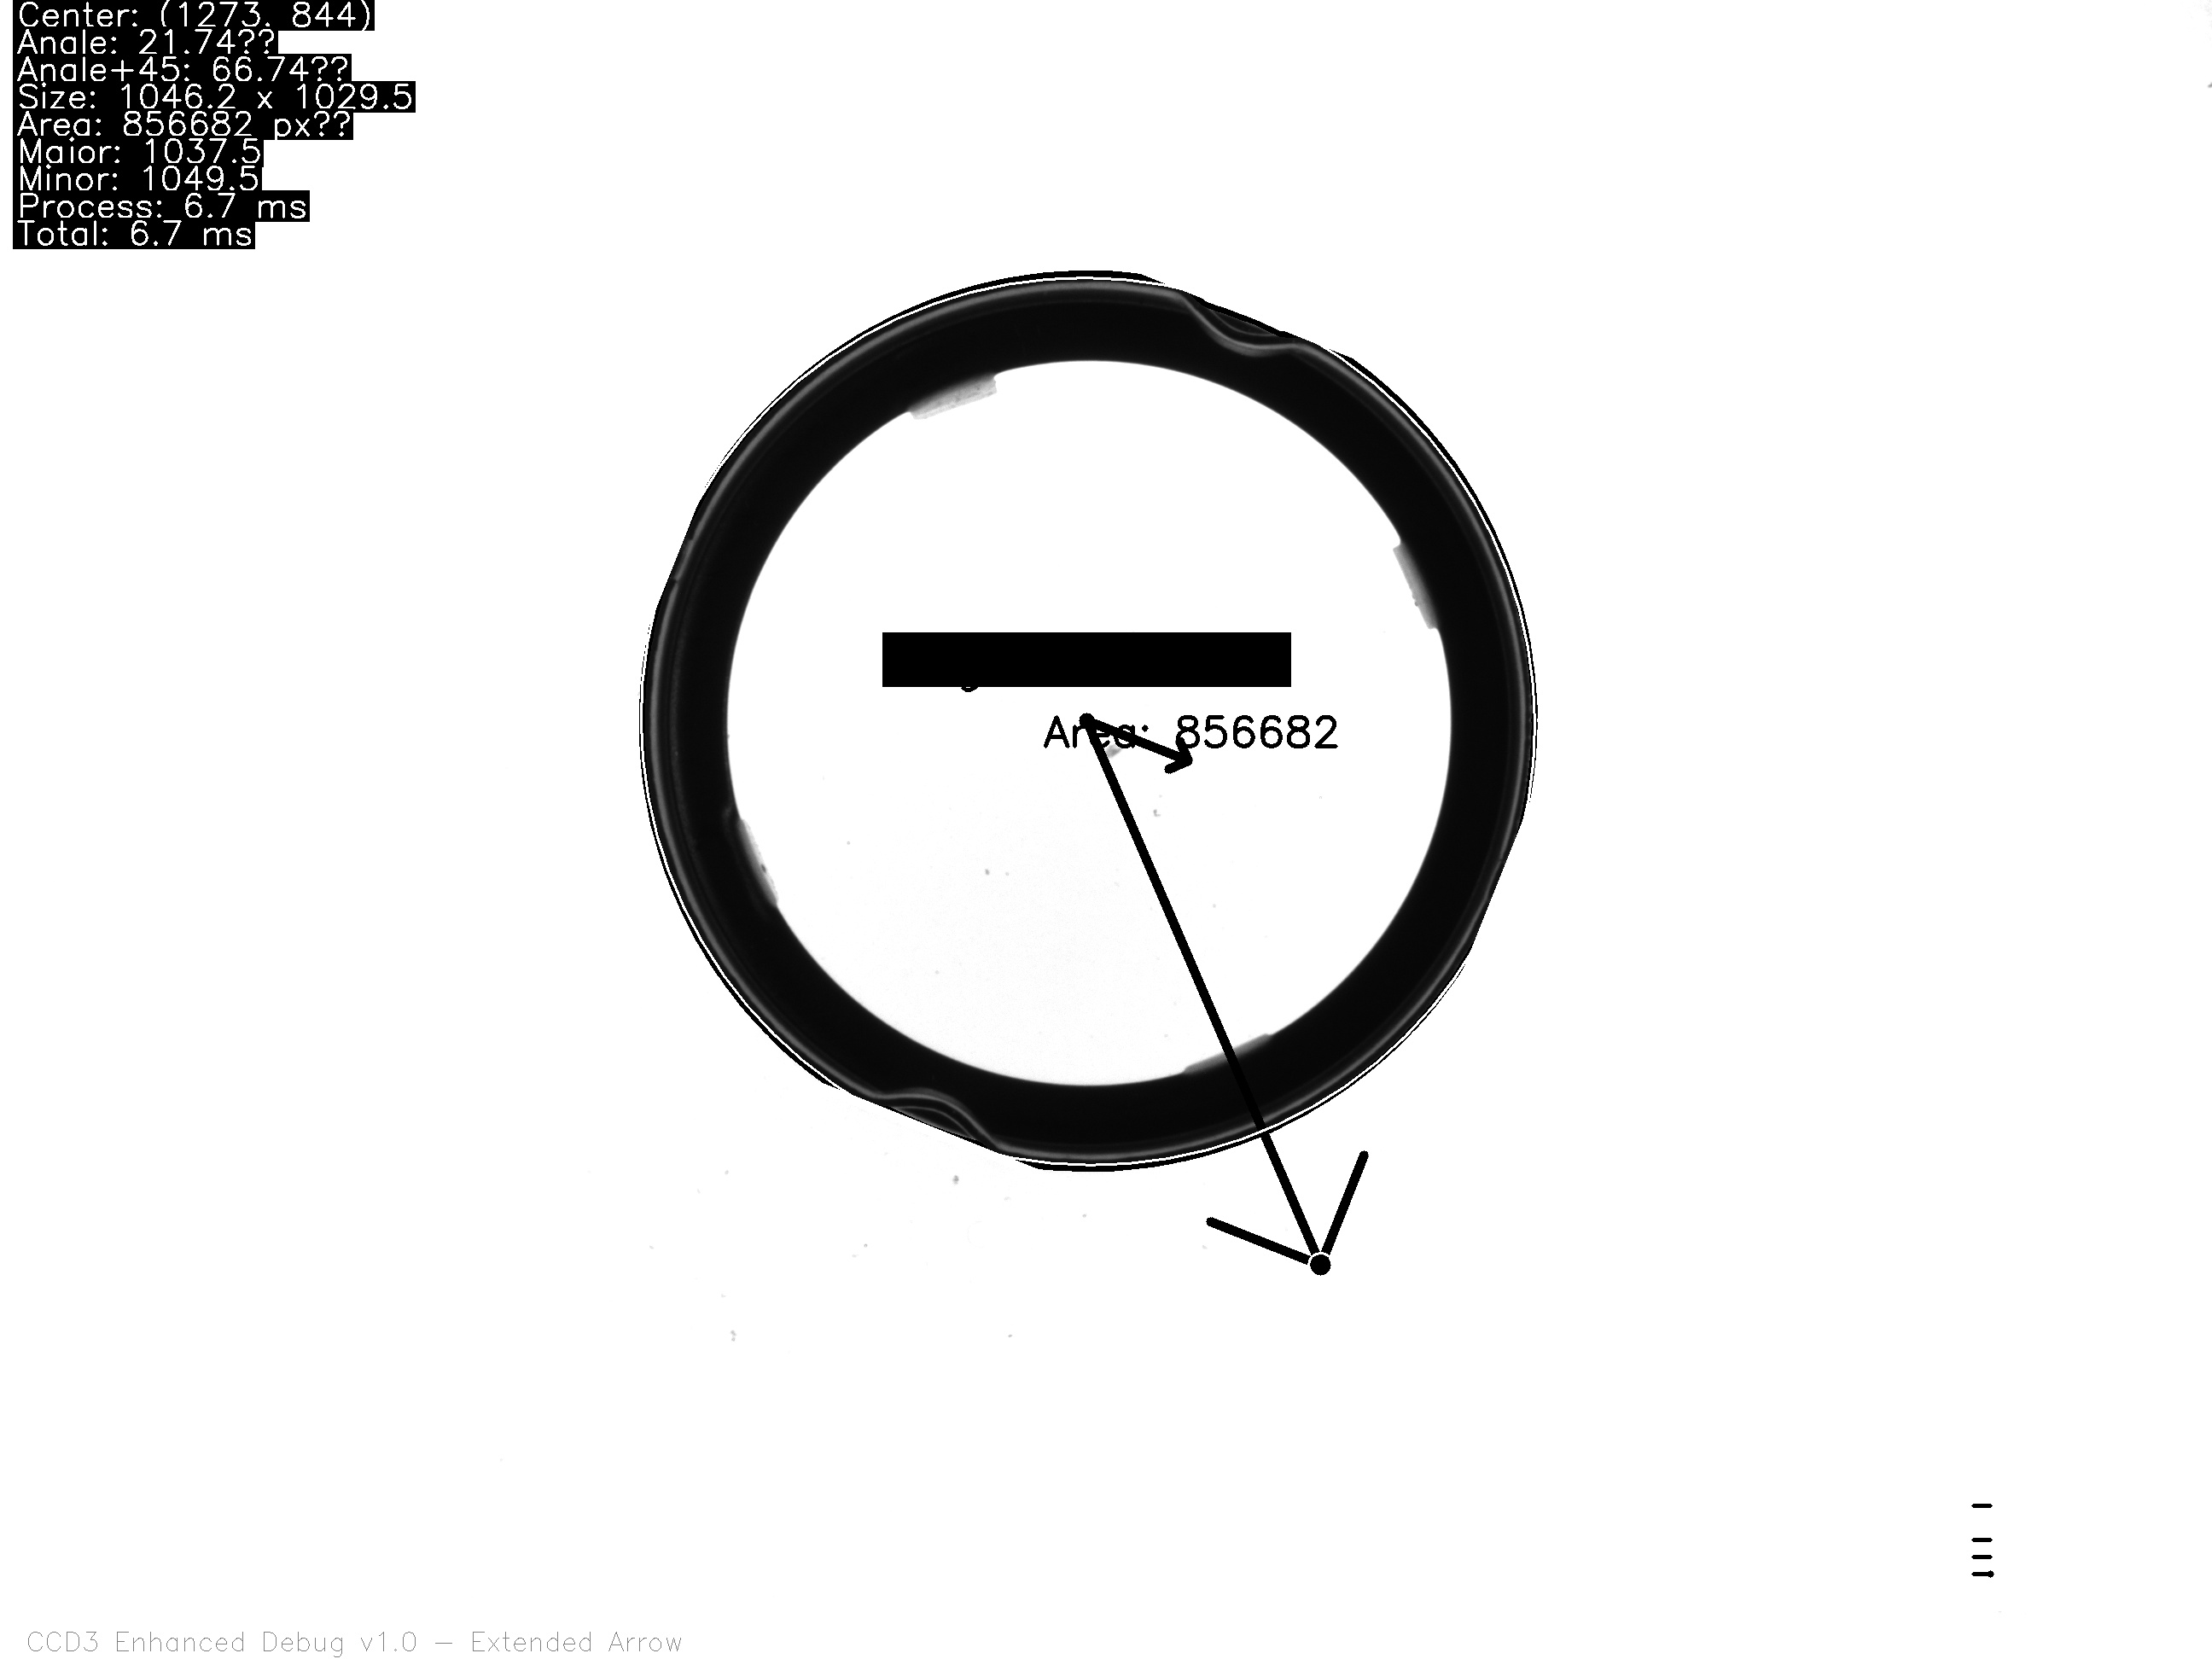 Center: (1273, 844)
Angle: 21.74??
Angle+45: 66.74??
Size: 1046.2 x 1029.5
Area: 856682 px??
Major: 1037.5
Minor: 1049.5
Process: 6.7 ms
Total: 6.7 ms
Area: 856682
CCD3 Enhanced Debug v1.0 - Extended Arrow